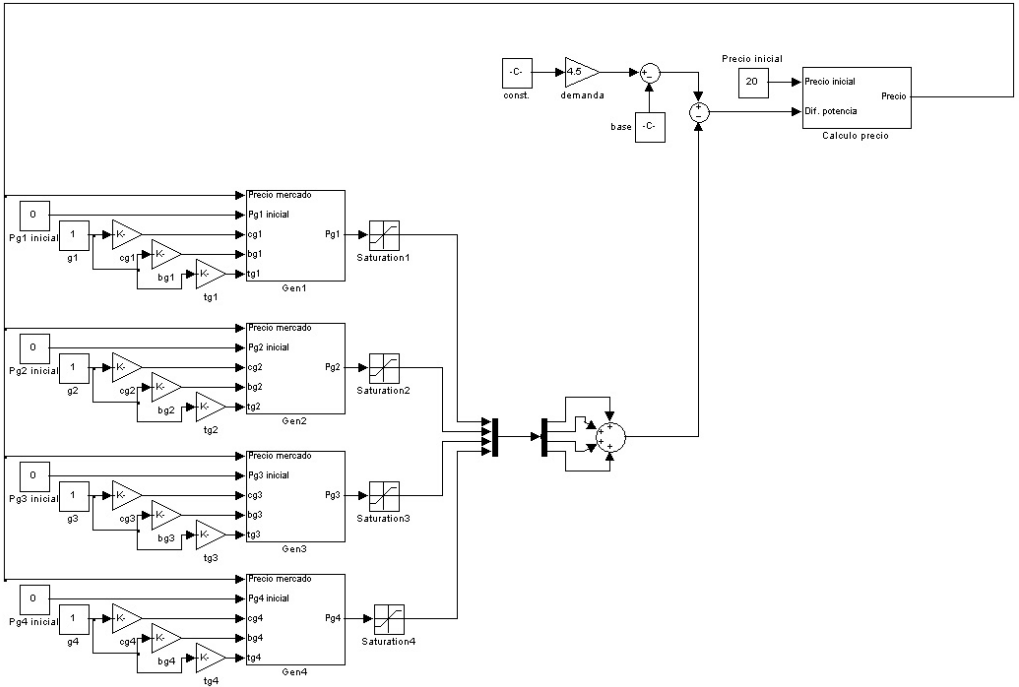 Precio inicial
-C-
const.
4.5
demanda
+
-
base
-C-
+
-
20
Precio inicial
Dif. potencia
Precio
Calculo precio
0
Pg1 inicial
1
g1
K-
cg1
K-
bg1
K-
tg1
Precio mercado
Pg1 inicial
cg1
bg1
tg1
Pg1
Gen1
Saturation1
0
Pg2 inicial
1
g2
K-
cg2
K-
bg2
K-
tg2
Precio mercado
Pg2 inicial
cg2
bg2
tg2
Pg2
Gen2
Saturation2
+
+
+
+
0
Pg3 inicial
1
g3
K-
cg3
K-
bg3
K-
tg3
Precio mercado
Pg3 inicial
cg3
bg3
tg3
Pg3
Gen3
Saturation3
0
Pg4 inicial
1
g4
K-
cg4
K-
bg4
K-
tg4
Precio mercado
Pg4 inicial
cg4
bg4
tg4
Pg4
Gen4
Saturation4